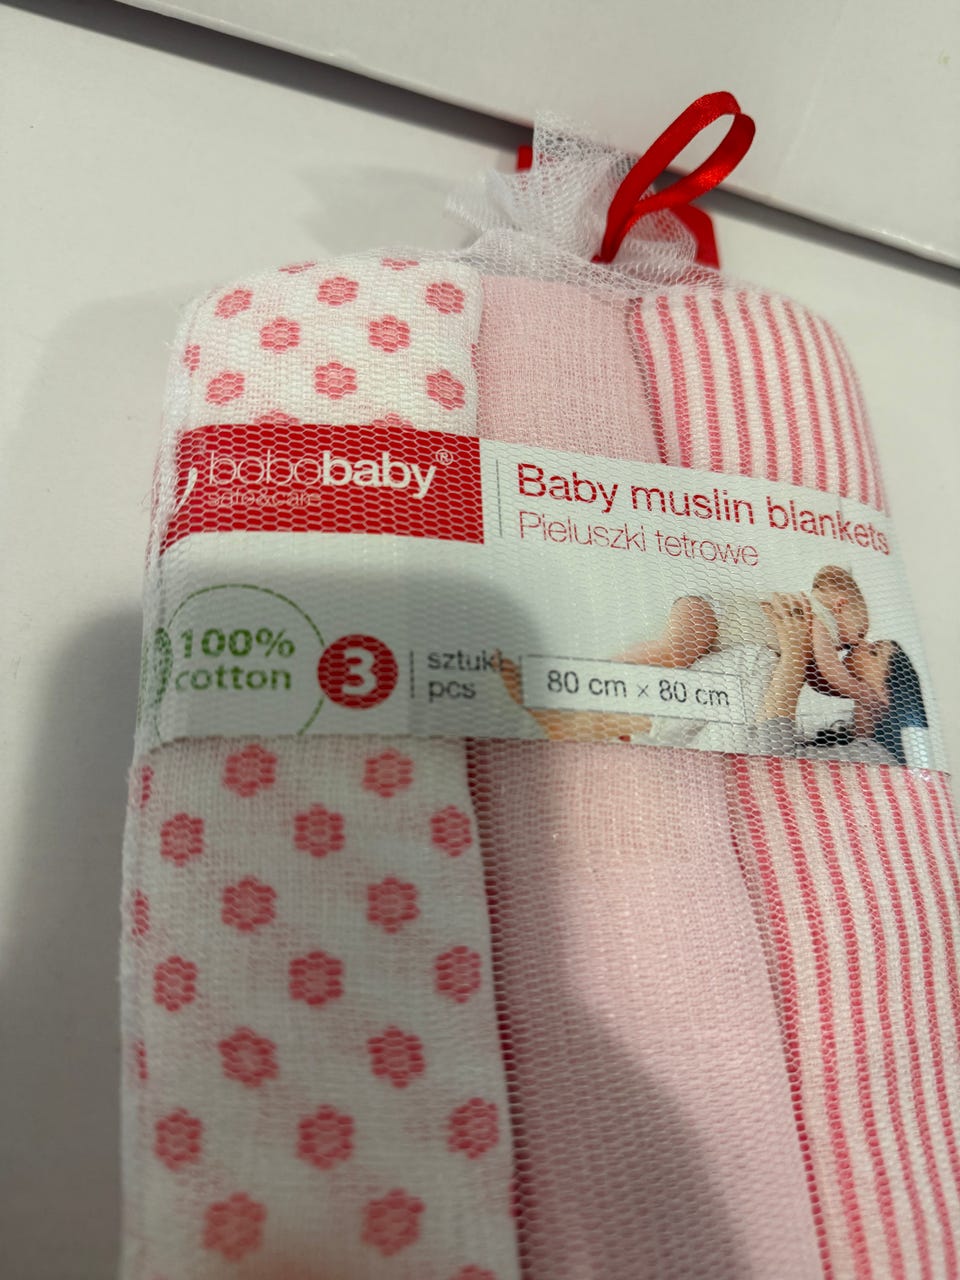 bobobaby®
safe&care
Baby muslin blankets
Pieluszki tetrowe
100%
cotton
3
sztuki
pcs
80 cm x 80 cm